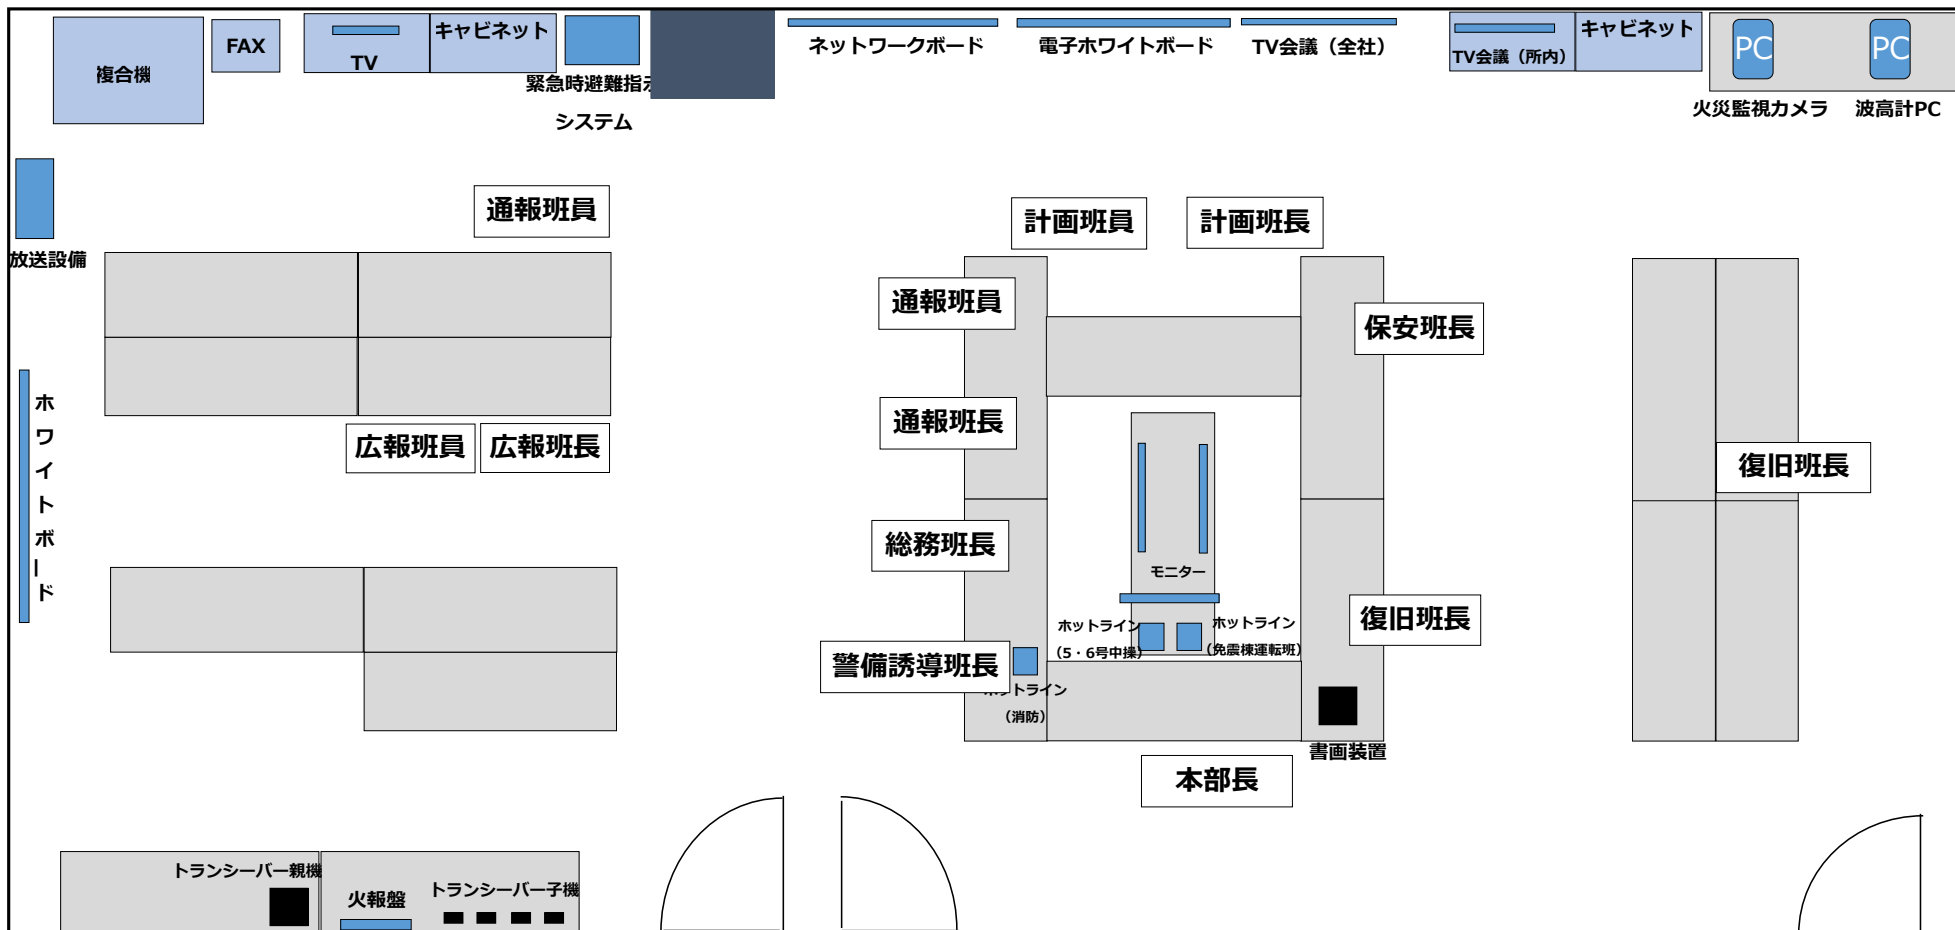 複合機
FAX
TV
キャビネット
緊急時避難指
システム
ネットワークボード
電子ホワイトボード
TV会議（全社）
TV会議（所内）
キャビネット
PC
PC
火災監視カメラ
波高計PC
放送設備
通報班員
計画班員
計画班長
通報班員
保安班長
ホワイトボード
通報班長
広報班員
広報班長
復旧班長
総務班長
モニター
ホットライン
（5・6号中操）
ホットライン
（免震棟運転班）
復旧班長
警備誘導班長
ホットライン
（消防）
書画装置
本部長
トランシーバー親機
火報盤
トランシーバー子機